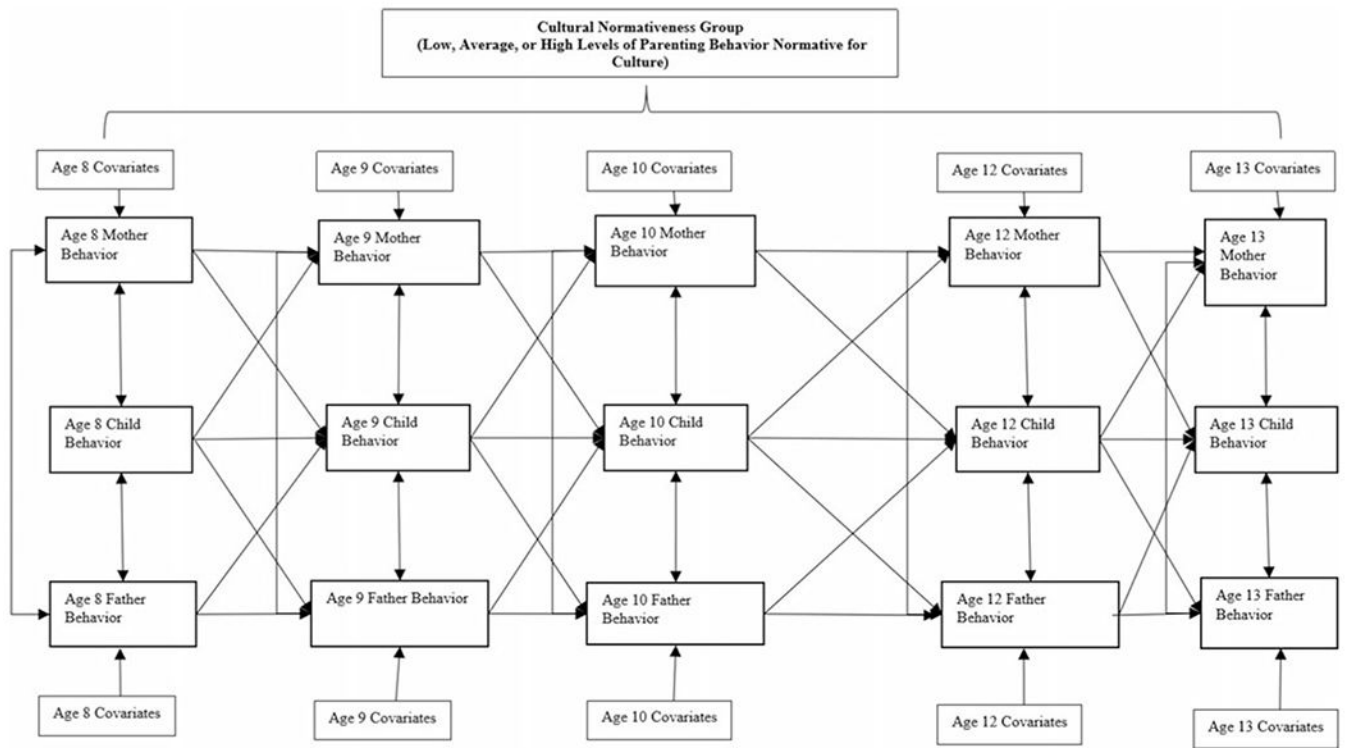 Cultural Normativeness Group
(Low, Average, or High Levels of Parenting Behavior Normative for
Culture)
Age 8 Covariates
Age 9 Covariates
Age 10 Covariates
Age 12 Covariates
Age 13 Covariates
Age 8 Mother
Behavior
Age 9 Mother
Behavior
Age 10 Mother
Behavior
Age 12 Mother
Behavior
Age 13
Mother
Behavior
Age 8 Child
Behavior
Age 9 Child
Behavior
Age 10 Child
Behavior
Age 12 Child
Behavior
Age 13 Child
Behavior
Age 8 Father
Behavior
Age 9 Father Behavior
Age 10 Father
Behavior
Age 12 Father
Behavior
Age 13 Father
Behavior
Age 8 Covariates
Age 9 Covariates
Age 10 Covariates
Age 12 Covariates
Age 13 Covariates